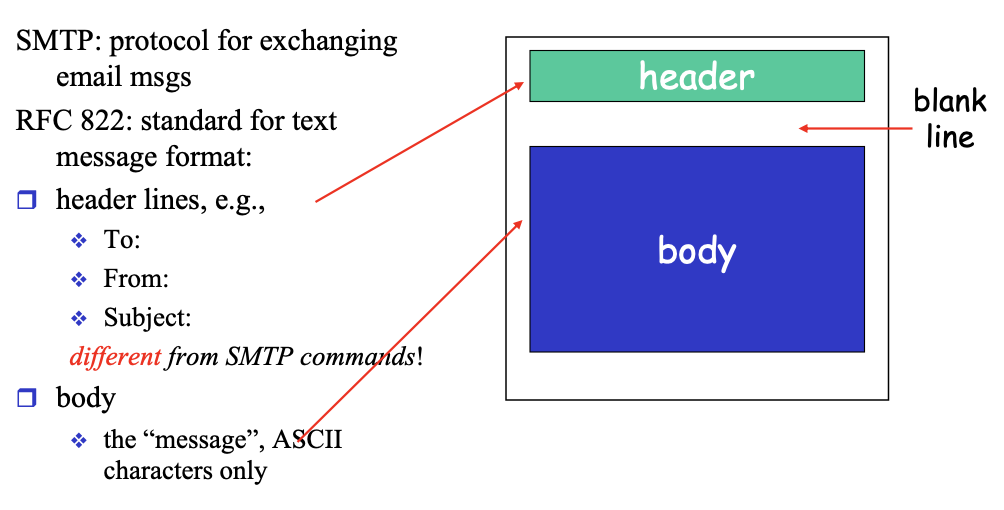 SMTP: protocol for exchanging
email msgs
RFC 822: standard for text
message format:
header lines, e.g.,
To:
From:
Subject:
different from SMTP commands!
body
the “message”, ASCII
characters only
header
blank
line
body